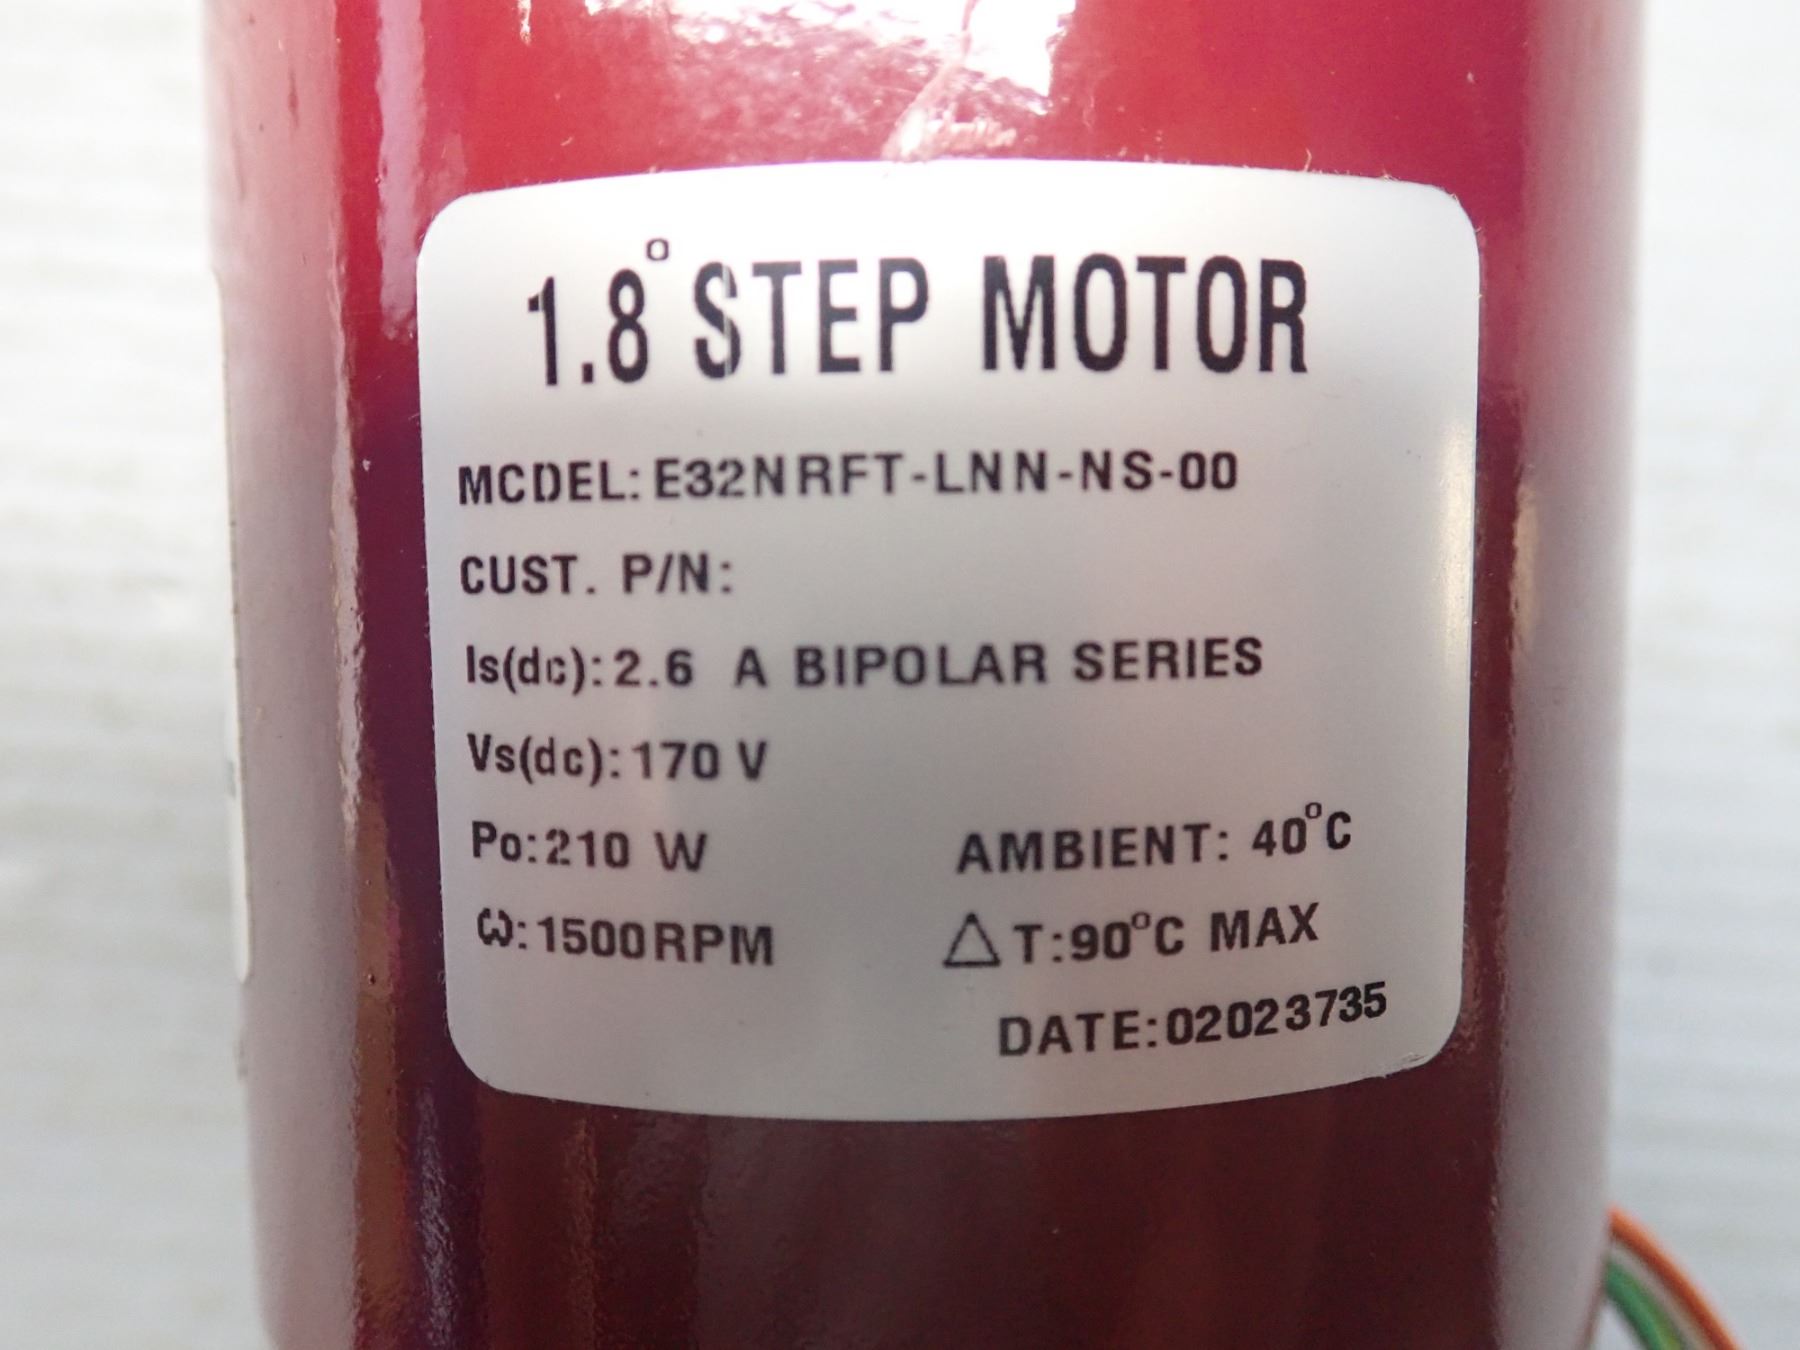 1.8° STEP MOTOR
MCDEL: E32NRFT-LNN-NS-00
CUST. P/N:
Is(dc): 2.6 A BIPOLAR SERIES
Vs(dc): 170 V
Po: 210 W AMBIENT: 40°C
ω: 1500RPM △T: 90°C MAX
DATE: 02023735